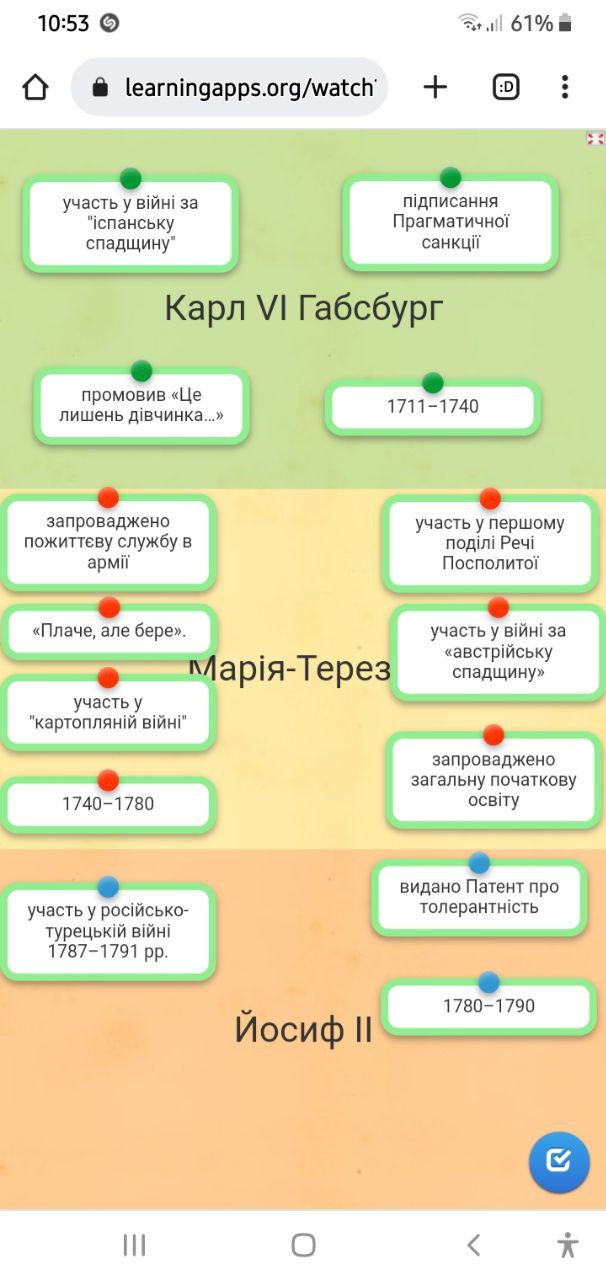 10:53
61%
learningapps.org/watch
:D
участь у війні за
"іспанську
спадщину"
підписання
Прагматичної
санкції
Карл VI Габсбург
промовив «Це
лишень дівчинка...»
1711–1740
запроваджено
пожиттєву службу в
армії
участь у першому
поділі Речі
Посполитої
«Плаче, але бере».
участь у війні за
«австрійську
спадщину»
Марія-Терез
участь у
"картопляній війні"
запроваджено
загальну початкову
освіту
1740–1780
видано Патент про
толерантність
участь у російсько-
турецькій війні
1787–1791 рр.
1780–1790
Йосиф II